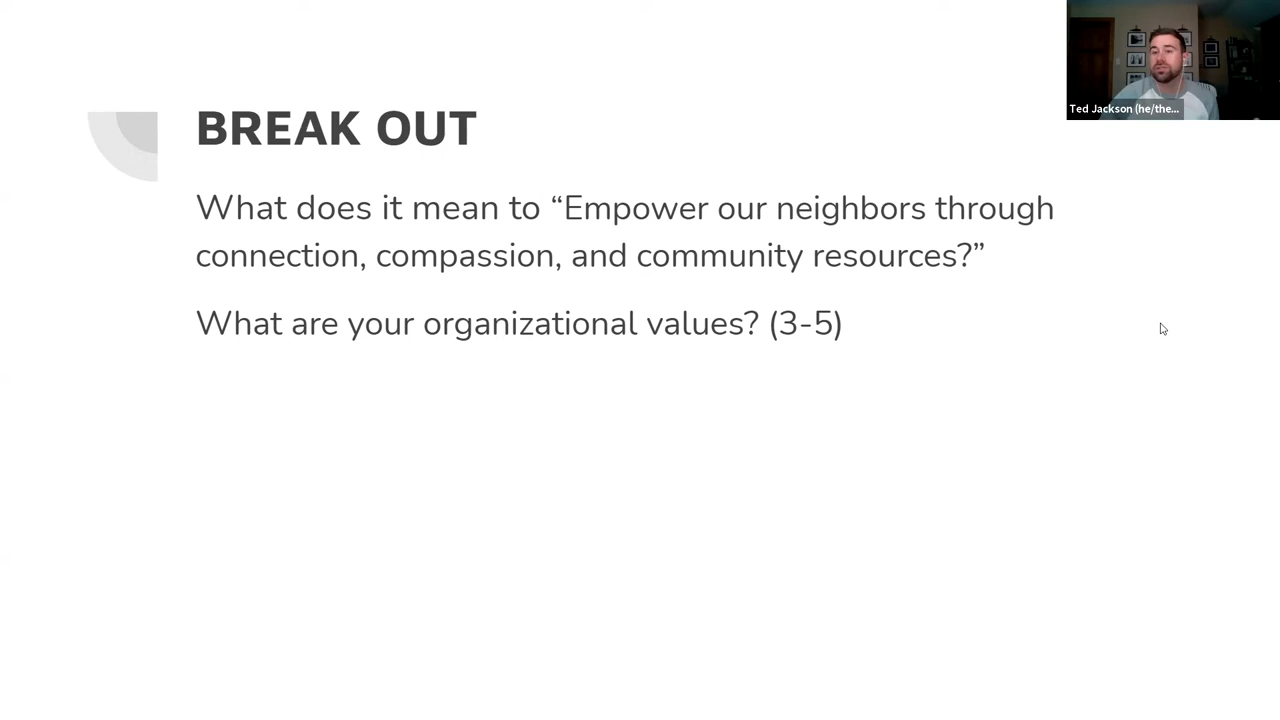 BREAK OUT
What does it mean to “Empower our neighbors through
connection, compassion, and community resources?”
What are your organizational values? (3-5)
Ted Jackson (he/the...